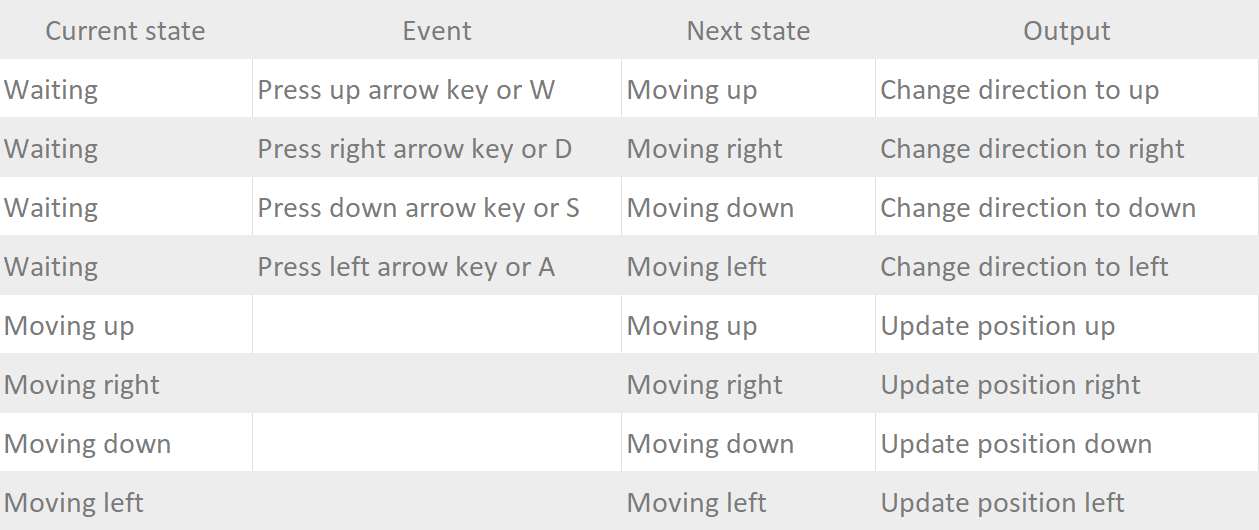 Current state Event Next state Output
Waiting Press up arrow key or W Moving up Change direction to up
Waiting Press right arrow key or D Moving right Change direction to right
Waiting Press down arrow key or S Moving down Change direction to down
Waiting Press left arrow key or A Moving left Change direction to left
Moving up Moving up Update position up
Moving right Moving right Update position right
Moving down Moving down Update position down
Moving left Moving left Update position left